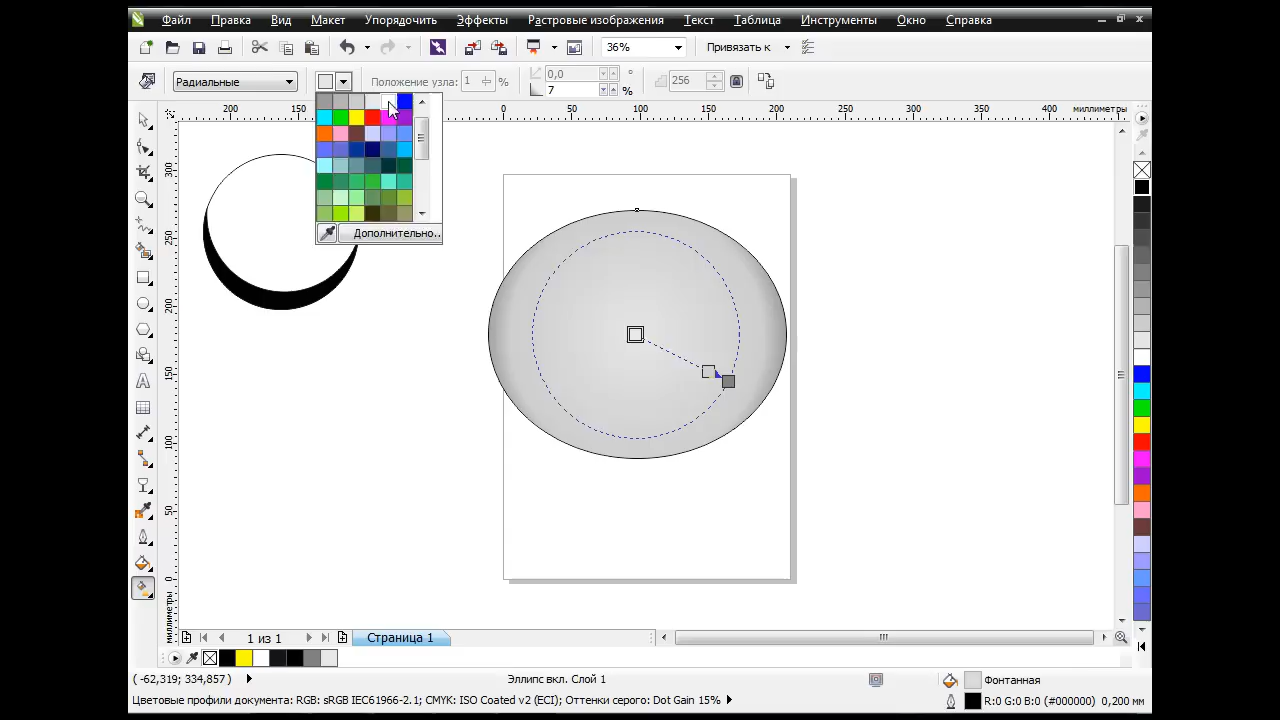 Файл Правка Вид Макет Упорядочить Эффекты Растровые изображения Текст Таблица Инструменты Окно Справка
36% Привязать к
Радиальные Положение узла: 1 % 0,0 ° 256
7 %
200 150 0 50 100 150 200 250 300 350 400 миллиметры
300
250
200
150
100
50
0
миллиметры
Дополнительно..
1 из 1 Страница 1
( -62,319; 334,857 ) Эллипс вкл. Слой 1 Фонтанная
Цветовые профили документа: RGB: sRGB IEC61966-2.1; CMYK: ISO Coated v2 (ECI); Оттенки серого: Dot Gain 15% R:0 G:0 B:0 (#000000) 0,200 мм